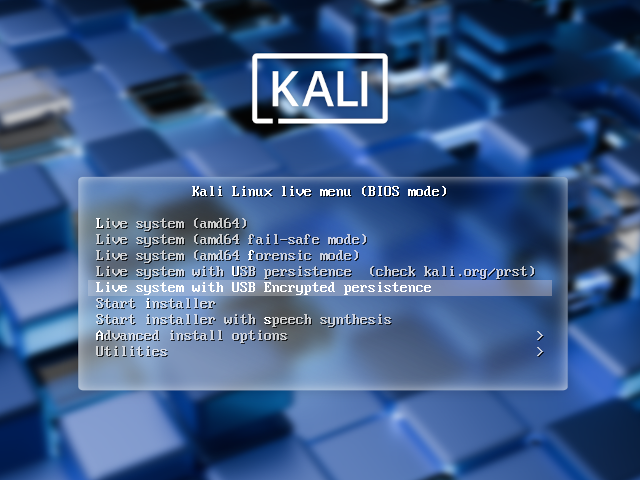 KALI
Kali Linux live menu (BIOS mode)
Live system (amd64)
Live system (amd64 fail-safe mode)
Live system (amd64 forensic mode)
Live system with USB persistence  (check kali.org/prst)
Live system with USB Encrypted persistence
Start installer
Start installer with speech synthesis
Advanced install options >
Utilities >